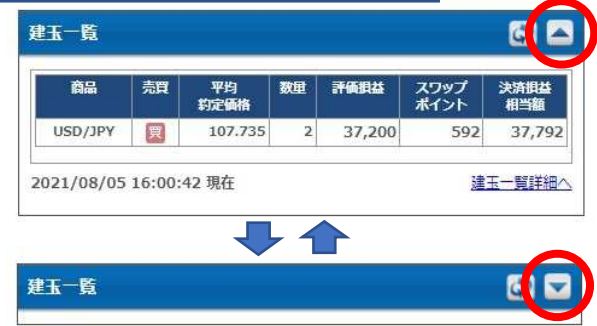 建玉一覧
商品 売買 平均約定価格 数量 評価損益 スワップポイント 決済損益相当額
USD/JPY 買 107.735 2 37,200 592 37,792
2021/08/05 16:00:42 現在 建玉一覧詳細へ
建玉一覧